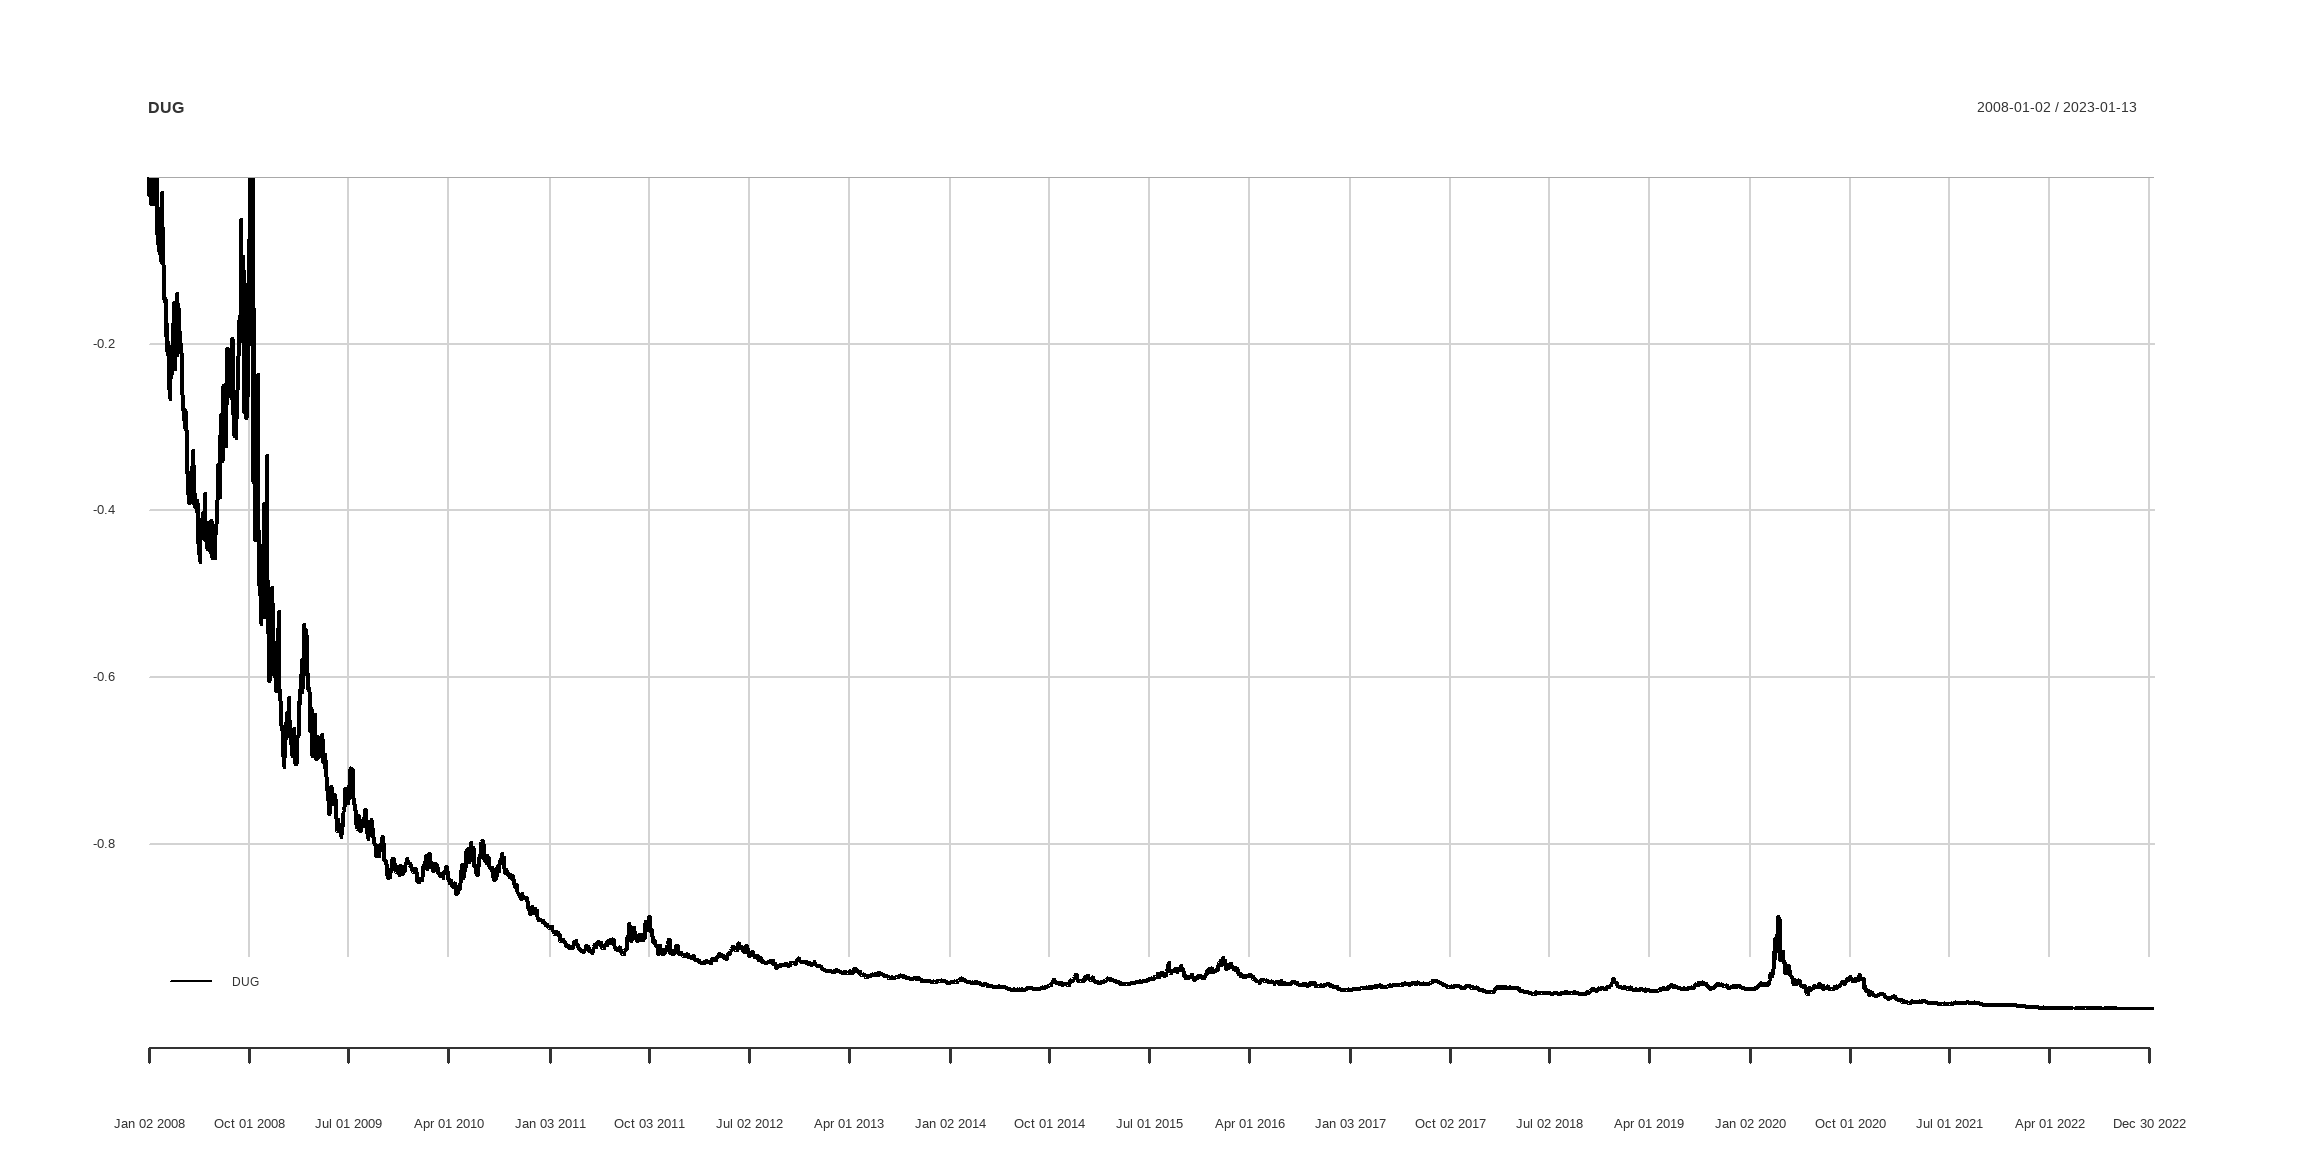 DUG
2008-01-02 / 2023-01-13
-0.2
-0.4
-0.6
-0.8
DUG
Jan 02 2008 Oct 01 2008 Jul 01 2009 Apr 01 2010 Jan 03 2011 Oct 03 2011 Jul 02 2012 Apr 01 2013 Jan 02 2014 Oct 01 2014 Jul 01 2015 Apr 01 2016 Jan 03 2017 Oct 02 2017 Jul 02 2018 Apr 01 2019 Jan 02 2020 Oct 01 2020 Jul 01 2021 Apr 01 2022 Dec 30 2022